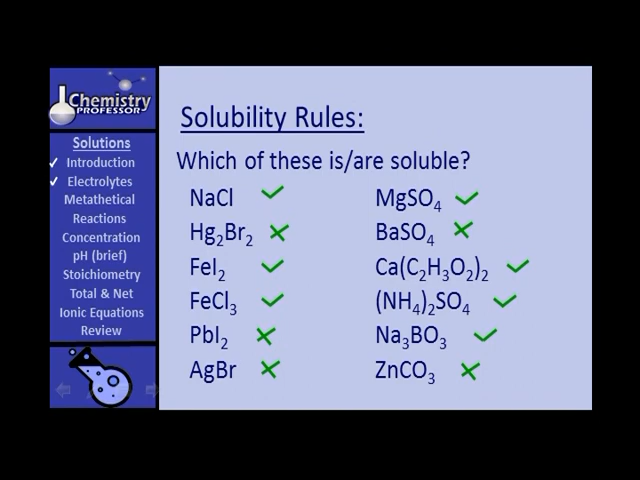 Chemistry
PROFESSOR
Solutions
✓ Introduction
✓ Electrolytes
Metathetical
Reactions
Concentration
pH (brief)
Stoichiometry
Total & Net
Ionic Equations
Review
Solubility Rules:
Which of these is/are soluble?
NaCl ✓
Hg₂Br₂ ✗
FeI₂ ✓
FeCl₃ ✓
PbI₂ ✗
AgBr ✗
MgSO₄ ✓
BaSO₄ ✗
Ca(C₂H₃O₂)₂ ✓
(NH₄)₂SO₄ ✓
Na₃BO₃ ✓
ZnCO₃ ✗